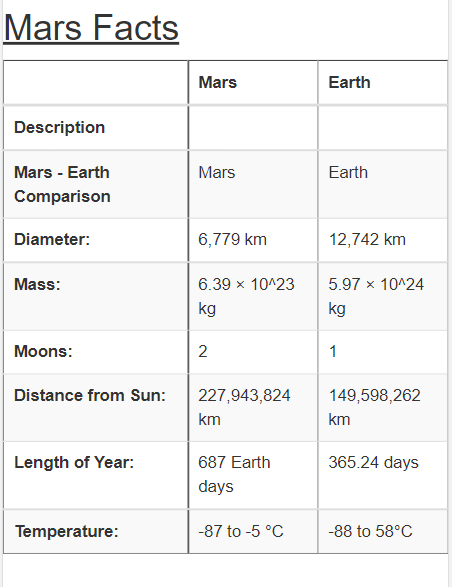 Mars Facts
Mars Earth
Description
Mars - Earth Mars Earth
Comparison
Diameter: 6,779 km 12,742 km
Mass: 6.39 × 10^23 5.97 × 10^24
kg kg
Moons: 2 1
Distance from Sun: 227,943,824 149,598,262
km km
Length of Year: 687 Earth 365.24 days
days
Temperature: -87 to -5 °C -88 to 58°C